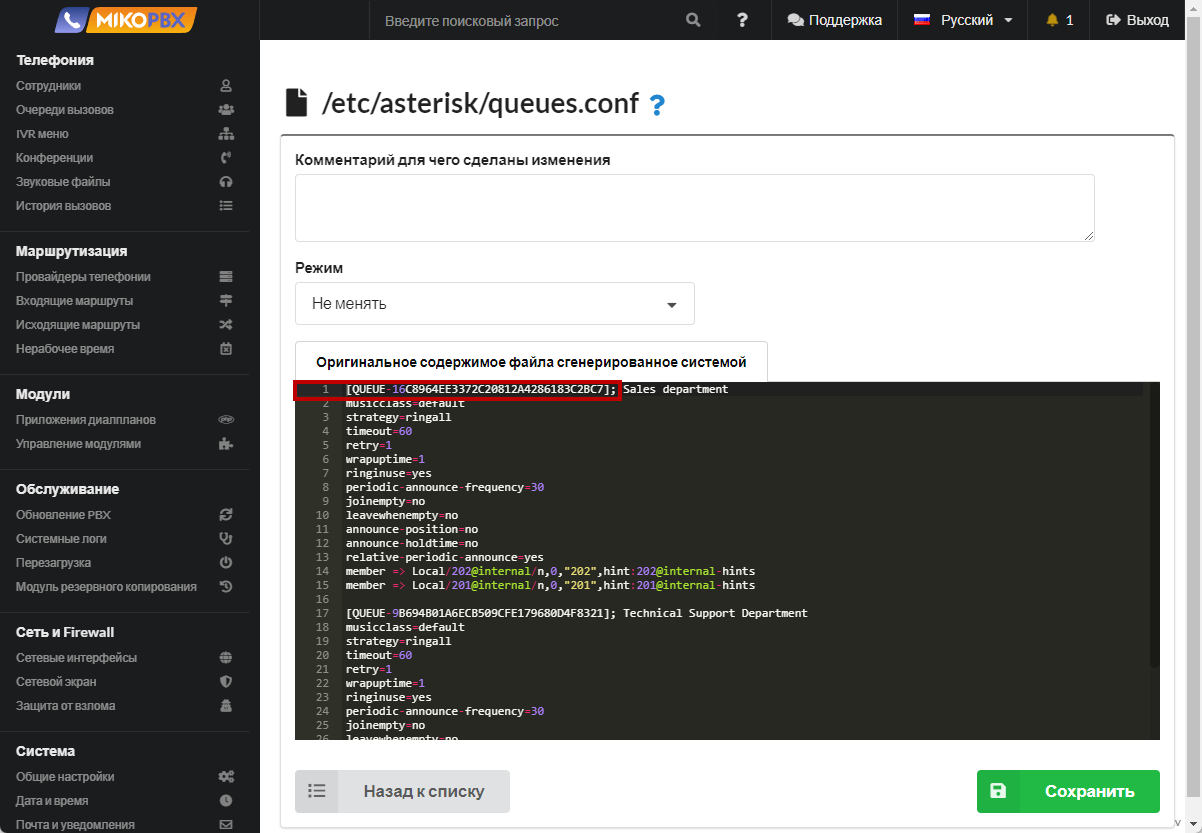 MIKOPBX
Введите поисковый запрос
?
Поддержка
Русский
1
Выход
Телефония
Сотрудники
Очереди вызовов
IVR меню
Конференции
Звуковые файлы
История вызовов
Маршрутизация
Провайдеры телефонии
Входящие маршруты
Исходящие маршруты
Нерабочее время
Модули
Приложения диалпланов
Управление модулями
Обслуживание
Обновление PBX
Системные логи
Перезагрузка
Модуль резервного копирования
Сеть и Firewall
Сетевые интерфейсы
Сетевой экран
Защита от взлома
Система
Общие настройки
Дата и время
Почта и уведомления
/etc/asterisk/queues.conf ?
Комментарий для чего сделаны изменения
Режим
Не менять
Оригинальное содержимое файла сгенерированное системой
1 [QUEUE-16C8964EE3372C20812A4286183C2BC7]; Sales department
2 musicclass=default
3 strategy=ringall
4 timeout=60
5 retry=1
6 wrapuptime=1
7 ringinuse=yes
8 periodic-announce-frequency=30
9 joinempty=no
10 leavewhenempty=no
11 announce-position=no
12 announce-holdtime=no
13 relative-periodic-announce=yes
14 member => Local/202@internal/n,0,"202",hint:202@internal-hints
15 member => Local/201@internal/n,0,"201",hint:201@internal-hints
16
17 [QUEUE-9B694B01A6ECB509CFE179680D4F8321]; Technical Support Department
18 musicclass=default
19 strategy=ringall
20 timeout=60
21 retry=1
22 wrapuptime=1
23 ringinuse=yes
24 periodic-announce-frequency=30
25 joinempty=no
26 leavewhenempty=no
Назад к списку
Сохранить